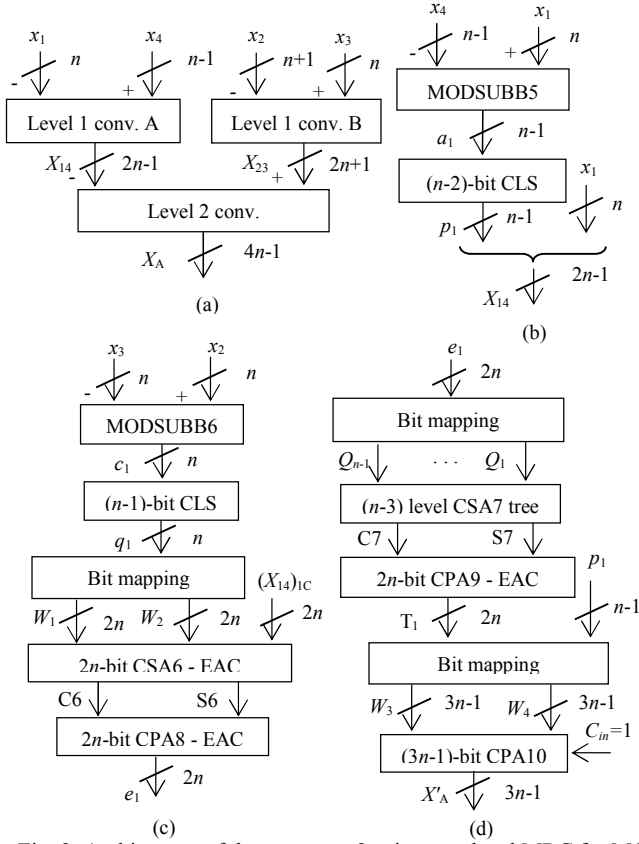 x1 x4 x2 x3
n n-1 n+1 n
- + - +
Level 1 conv. A Level 1 conv. B
X14 2n-1 X23 2n+1
- +
Level 2 conv.
XA 4n-1
(a)
x4 x1
n-1 n
- +
MODSUBB5
a1 n-1
(n-2)-bit CLS
x1
p1 n-1 n
2n-1
X14
(b)
x3 x2
n n
- +
MODSUBB6
c1 n
(n-1)-bit CLS
q1 n
Bit mapping (X14)1C
W1 2n W2 2n 2n
2n-bit CSA6 - EAC
C6 S6
2n-bit CPA8 - EAC
e1 2n
(c)
e1
2n
Bit mapping
Qn-1 . . . Q1
(n-3) level CSA7 tree
C7 S7
p1
2n-bit CPA9 - EAC
T1 2n n-1
Bit mapping
W3 3n-1 W4 3n-1
Cin=1
(3n-1)-bit CPA10
X'A 3n-1
(d)